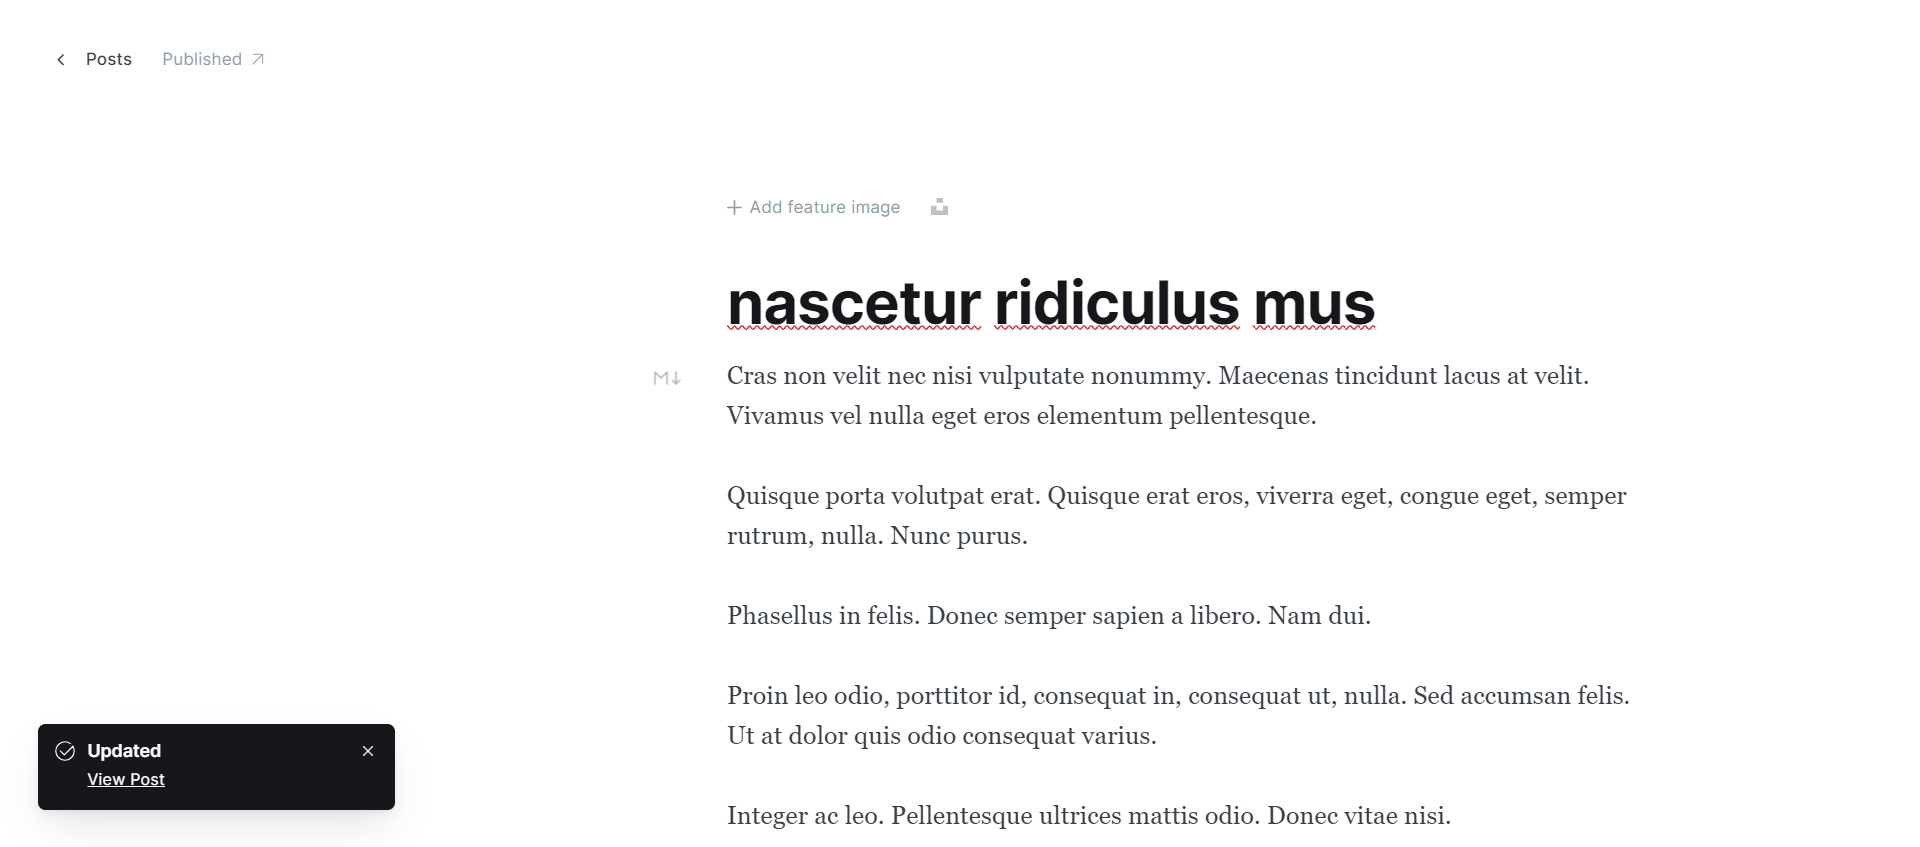 Posts
Published
Add feature image
nascetur ridiculus mus
M
Cras non velit nec nisi vulputate nonummy. Maecenas tincidunt lacus at velit.
Vivamus vel nulla eget eros elementum pellentesque.
Quisque porta volutpat erat. Quisque erat eros, viverra eget, congue eget, semper
rutrum, nulla. Nunc purus.
Phasellus in felis. Donec semper sapien a libero. Nam dui.
Proin leo odio, porttitor id, consequat in, consequat ut, nulla. Sed accumsan felis.
Ut at dolor quis odio consequat varius.
Updated
View Post
Integer ac leo. Pellentesque ultrices mattis odio. Donec vitae nisi.